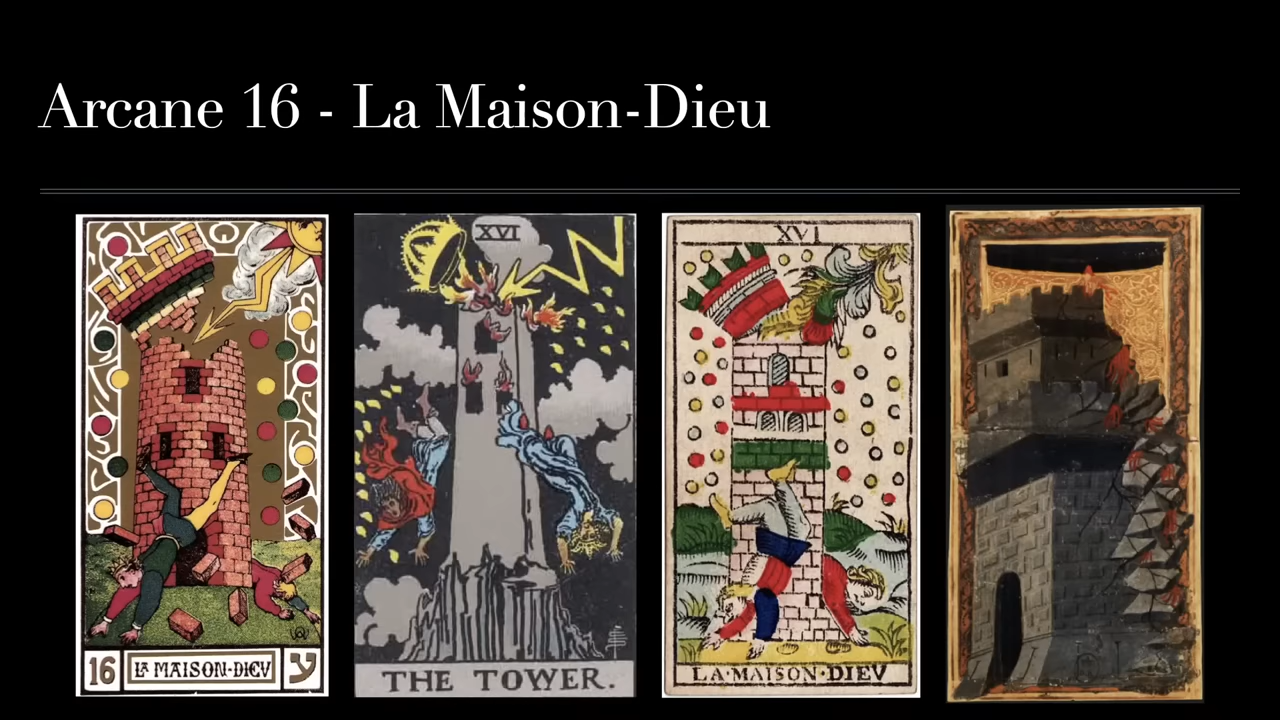 Arcane 16 - La Maison-Dieu
16
LA MAISON-DIEV
ע
XVI
THE TOWER.
XVI
LA·MAISON·DIEV